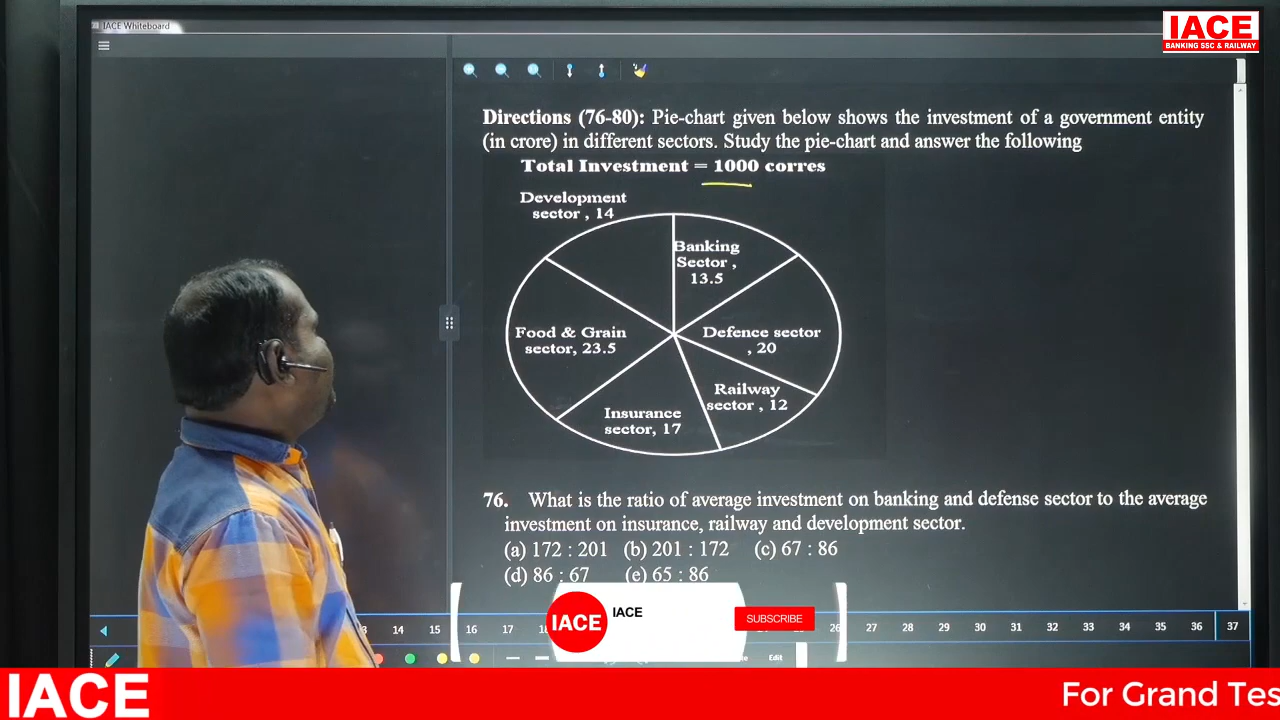 IACE Whiteboard
IACE
BANKING SSC & RAILWAY
Directions (76-80): Pie-chart given below shows the investment of a government entity
(in crore) in different sectors. Study the pie-chart and answer the following
Total Investment = 1000 corres
Development
sector , 14
Banking
Sector ,
13.5
Food & Grain
sector, 23.5
Defence sector
, 20
Railway
sector , 12
Insurance
sector, 17
76. What is the ratio of average investment on banking and defense sector to the average
investment on insurance, railway and development sector.
(a) 172 : 201 (b) 201 : 172 (c) 67 : 86
(d) 86 : 67 (e) 65 : 86
IACE
IACE
SUBSCRIBE
14 15 16 17 26 27 28 29 30 31 32 33 34 35 36 37
Edit
IACE
For Grand Tes